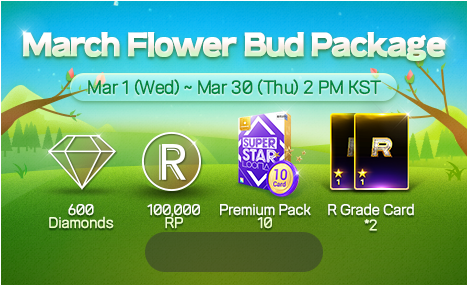 March Flower Bud Package
Mar 1 (Wed) ~ Mar 30 (Thu) 2 PM KST
SUPER
STAR
LOONA
10
Card
R
R
1
1
600
Diamonds
100,000
RP
Premium Pack
10
R Grade Card
*2